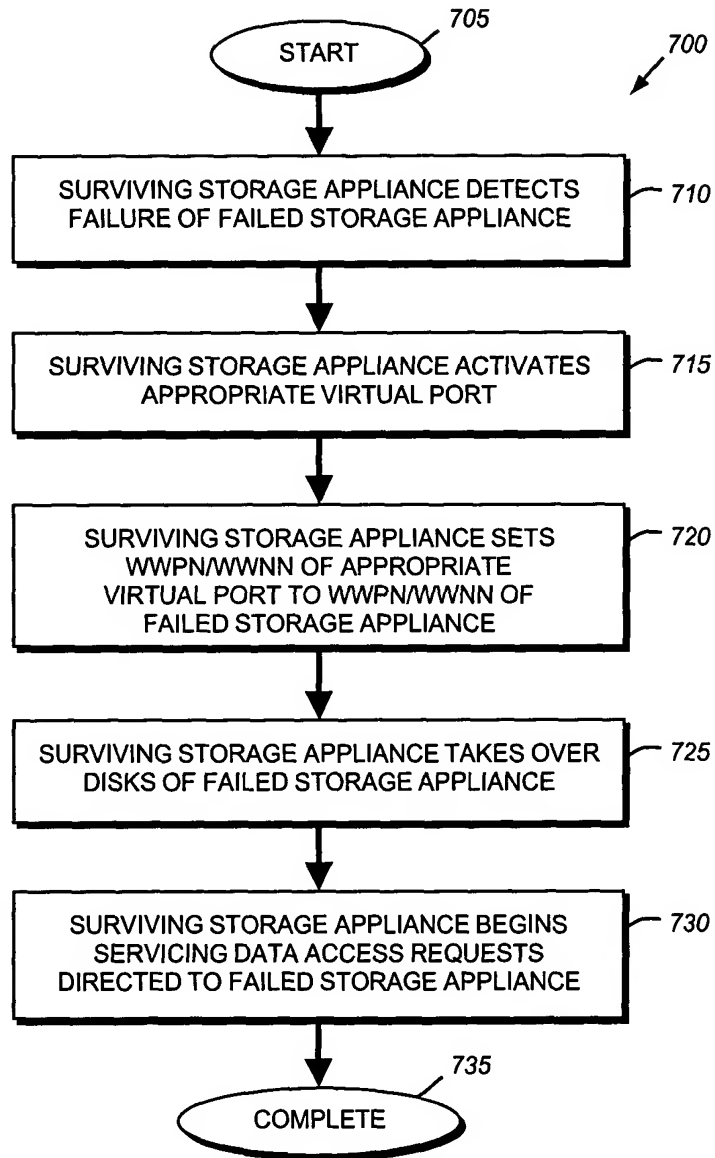 705
START
700
SURVIVING STORAGE APPLIANCE DETECTS
FAILURE OF FAILED STORAGE APPLIANCE
710
SURVIVING STORAGE APPLIANCE ACTIVATES
APPROPRIATE VIRTUAL PORT
715
SURVIVING STORAGE APPLIANCE SETS
WWPN/WWNN OF APPROPRIATE
VIRTUAL PORT TO WWPN/WWNN OF
FAILED STORAGE APPLIANCE
720
SURVIVING STORAGE APPLIANCE TAKES OVER
DISKS OF FAILED STORAGE APPLIANCE
725
SURVIVING STORAGE APPLIANCE BEGINS
SERVICING DATA ACCESS REQUESTS
DIRECTED TO FAILED STORAGE APPLIANCE
730
735
COMPLETE